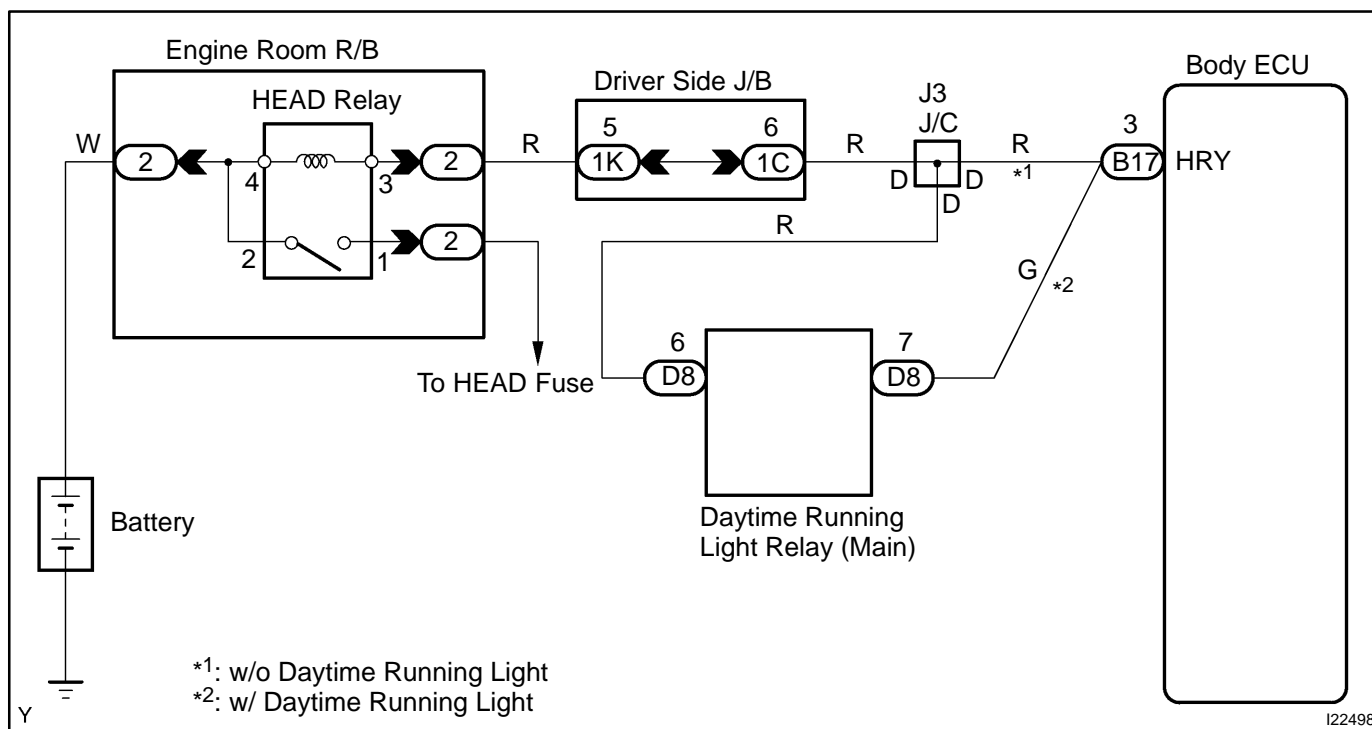 Engine Room R/B
HEAD Relay
Driver Side J/B
Body ECU
J3
J/C
W
2
4
3
2
R
5
1K
6
1C
R
R
*1
3
B17
HRY
D
D
D
2
1
2
R
G
*2
To HEAD Fuse
6
D8
7
D8
Daytime Running
Light Relay (Main)
Battery
*1: w/o Daytime Running Light
*2: w/ Daytime Running Light
Y
I22498